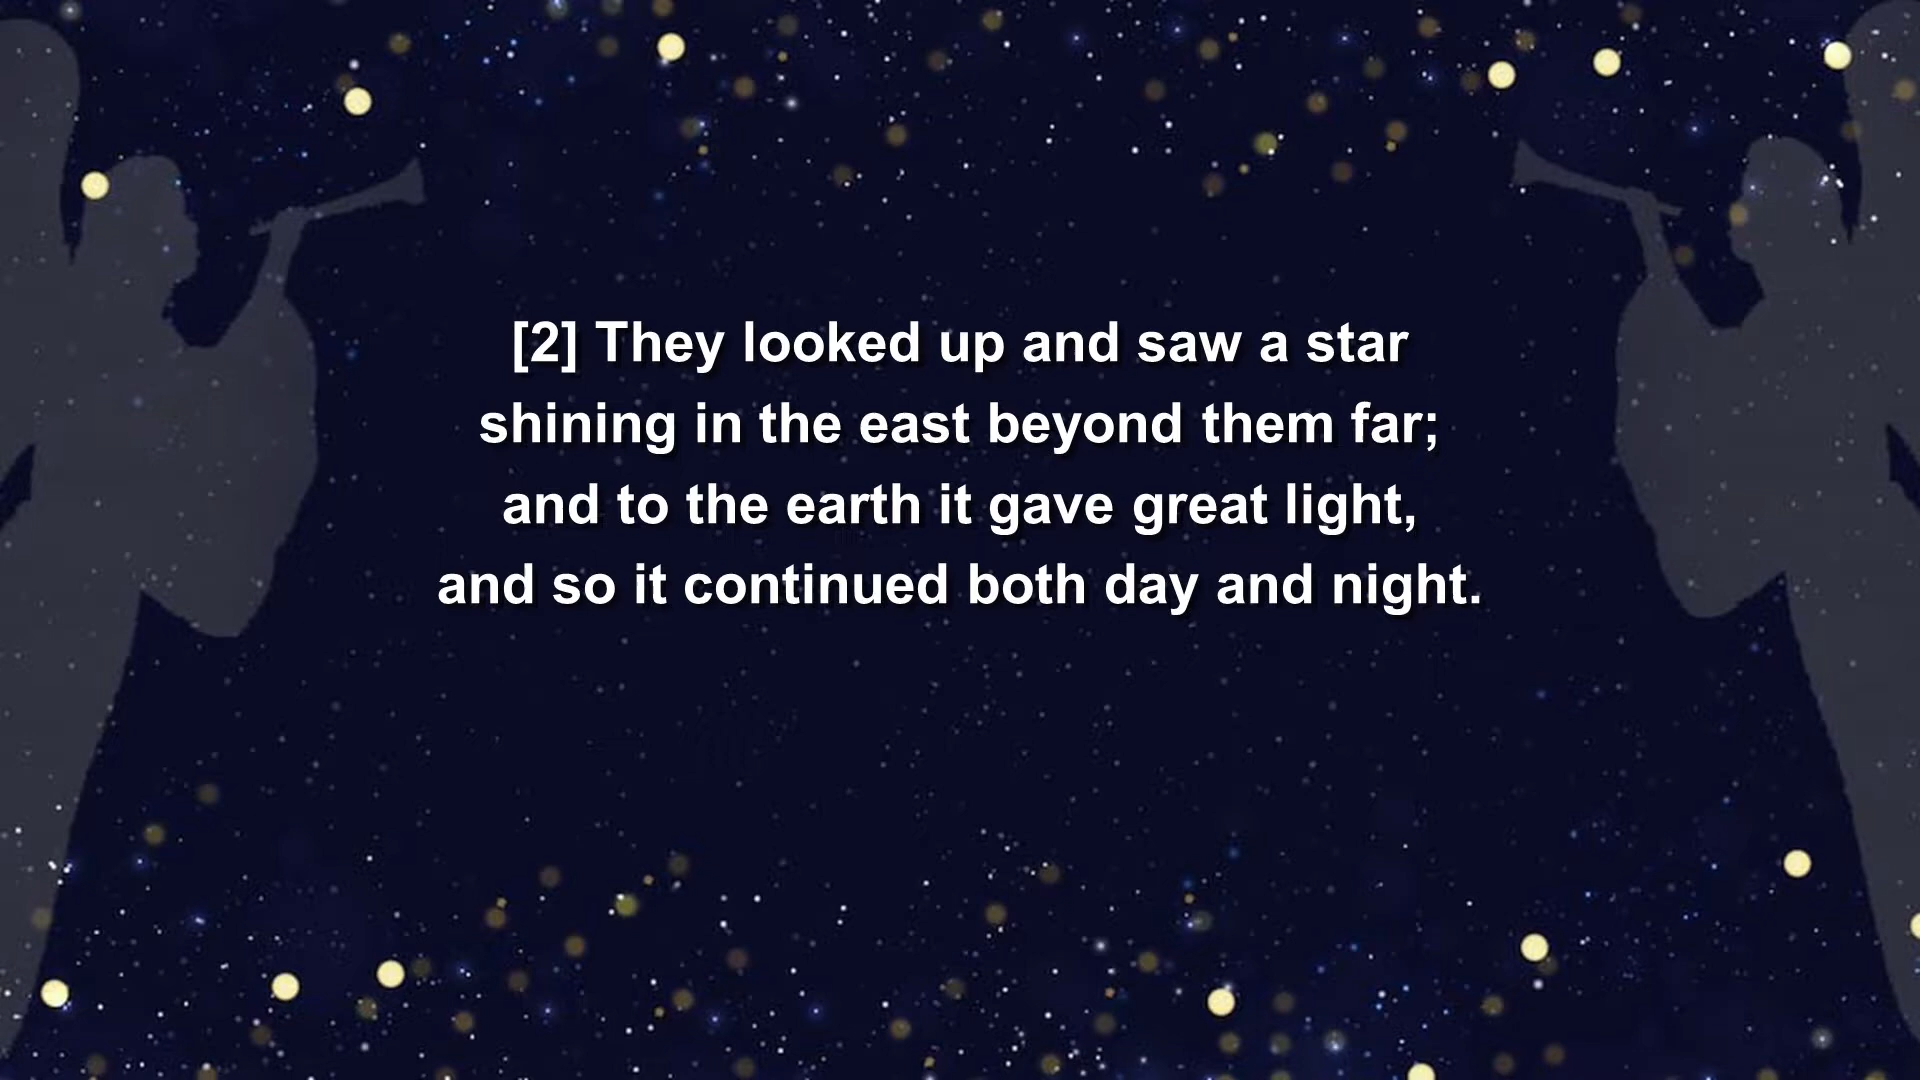 [2] They looked up and saw a star
shining in the east beyond them far;
and to the earth it gave great light,
and so it continued both day and night.